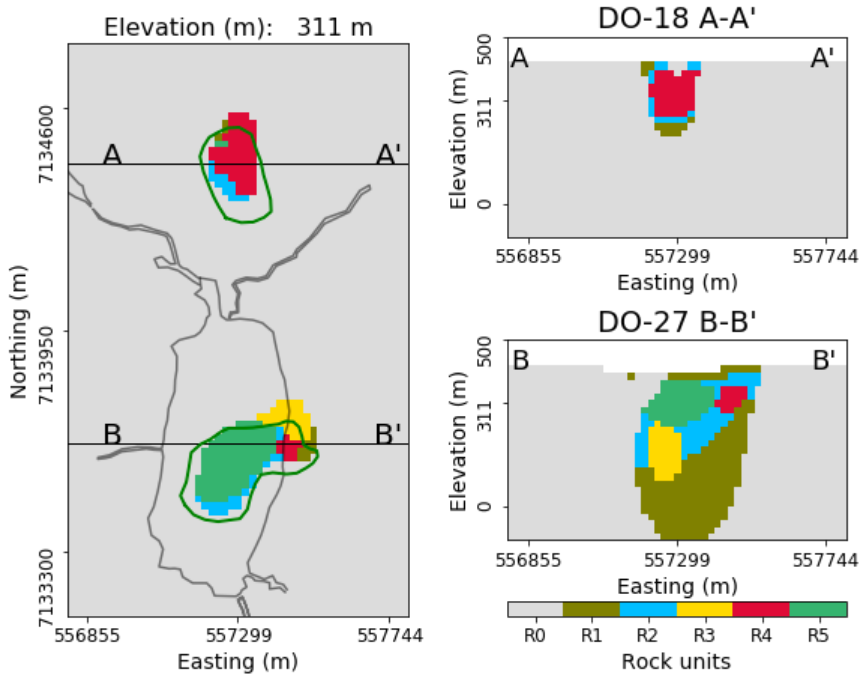 Elevation (m): 311 m
A A'
B B'
7134600
7133950
7133300
Northing (m)
556855 557299 557744
Easting (m)
DO-18 A-A'
A A'
500
311
0
Elevation (m)
556855 557299 557744
Easting (m)
DO-27 B-B'
B B'
500
311
0
Elevation (m)
556855 557299 557744
Easting (m)
R0 R1 R2 R3 R4 R5
Rock units